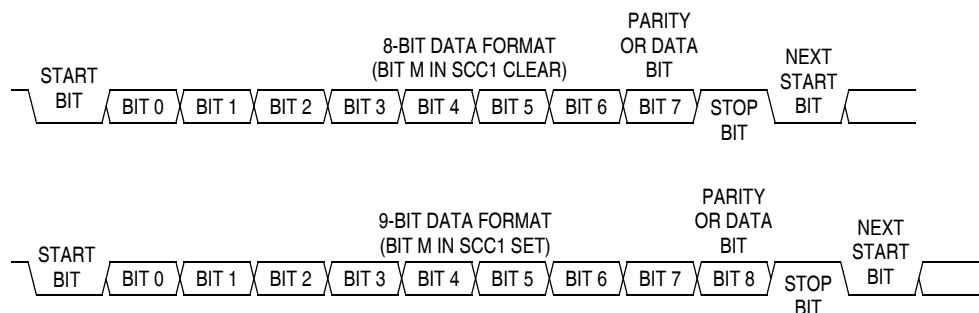 8-BIT DATA FORMAT
(BIT M IN SCC1 CLEAR)
PARITY
OR DATA
BIT
START
BIT
BIT 0 BIT 1 BIT 2 BIT 3 BIT 4 BIT 5 BIT 6 BIT 7
STOP
BIT
NEXT
START
BIT
9-BIT DATA FORMAT
(BIT M IN SCC1 SET)
PARITY
OR DATA
BIT
START
BIT
BIT 0 BIT 1 BIT 2 BIT 3 BIT 4 BIT 5 BIT 6 BIT 7 BIT 8
STOP
BIT
NEXT
START
BIT